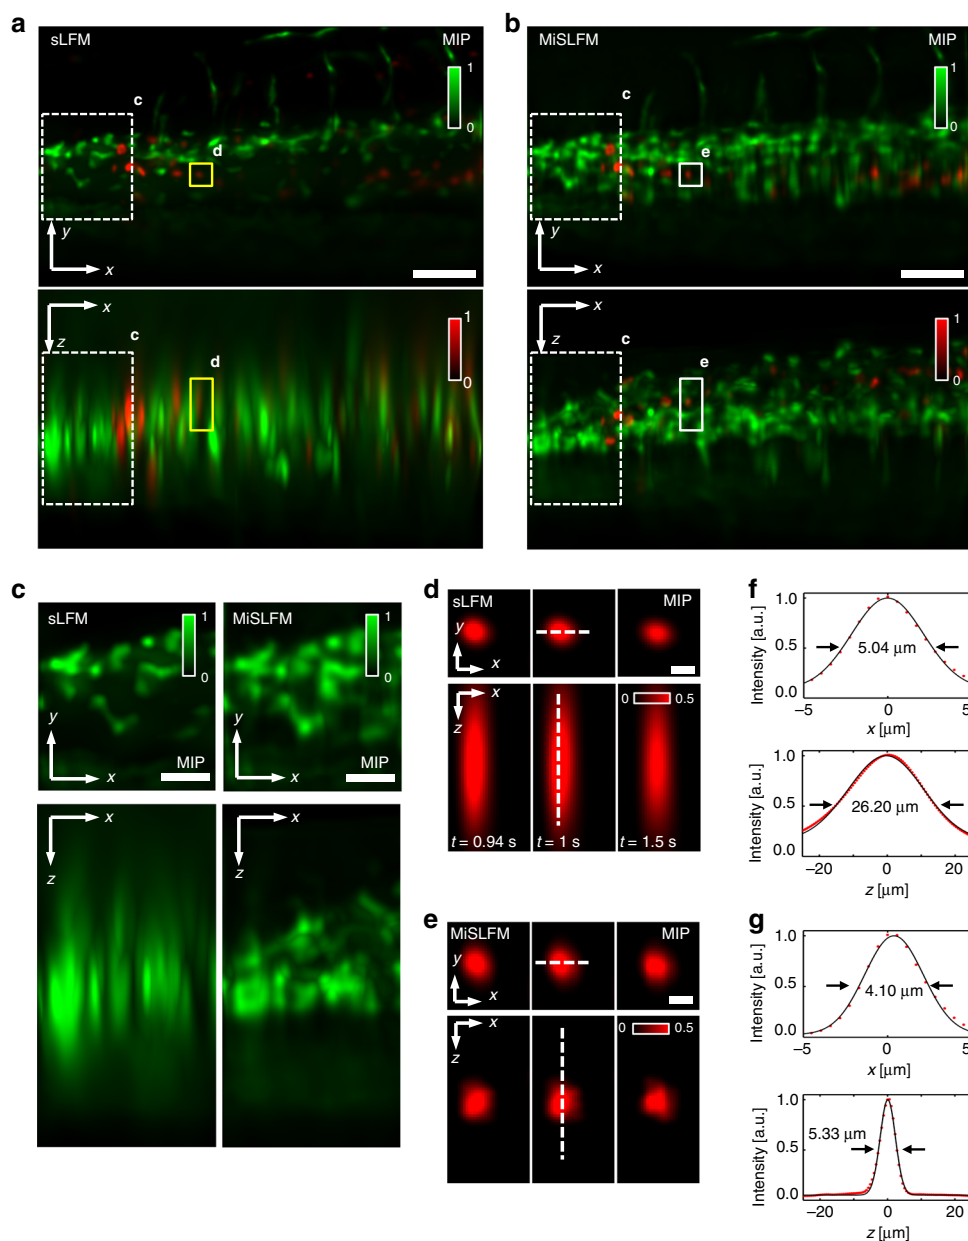 a
sLFM
MIP
1
0
c
d
y
x
x
z
c
d
1
0
b
MiSLFM
MIP
1
0
c
e
y
x
x
z
c
e
1
0
c
sLFM
1
0
y
x
MIP
MiSLFM
1
0
y
x
MIP
x
z
x
z
d
sLFM
MIP
y
x
x
z
0 0.5
t = 0.94 s
t = 1 s
t = 1.5 s
e
MiSLFM
MIP
y
x
x
z
0 0.5
f
Intensity [a.u.]
1.0
0.5
0.0
5.04 µm
−5 0 5
x [µm]
Intensity [a.u.]
1.0
0.5
0.0
26.20 µm
−20 0 20
z [µm]
g
Intensity [a.u.]
1.0
0.5
0.0
4.10 µm
−5 0 5
x [µm]
Intensity [a.u.]
1.0
0.5
0.0
5.33 µm
−20 0 20
z [µm]